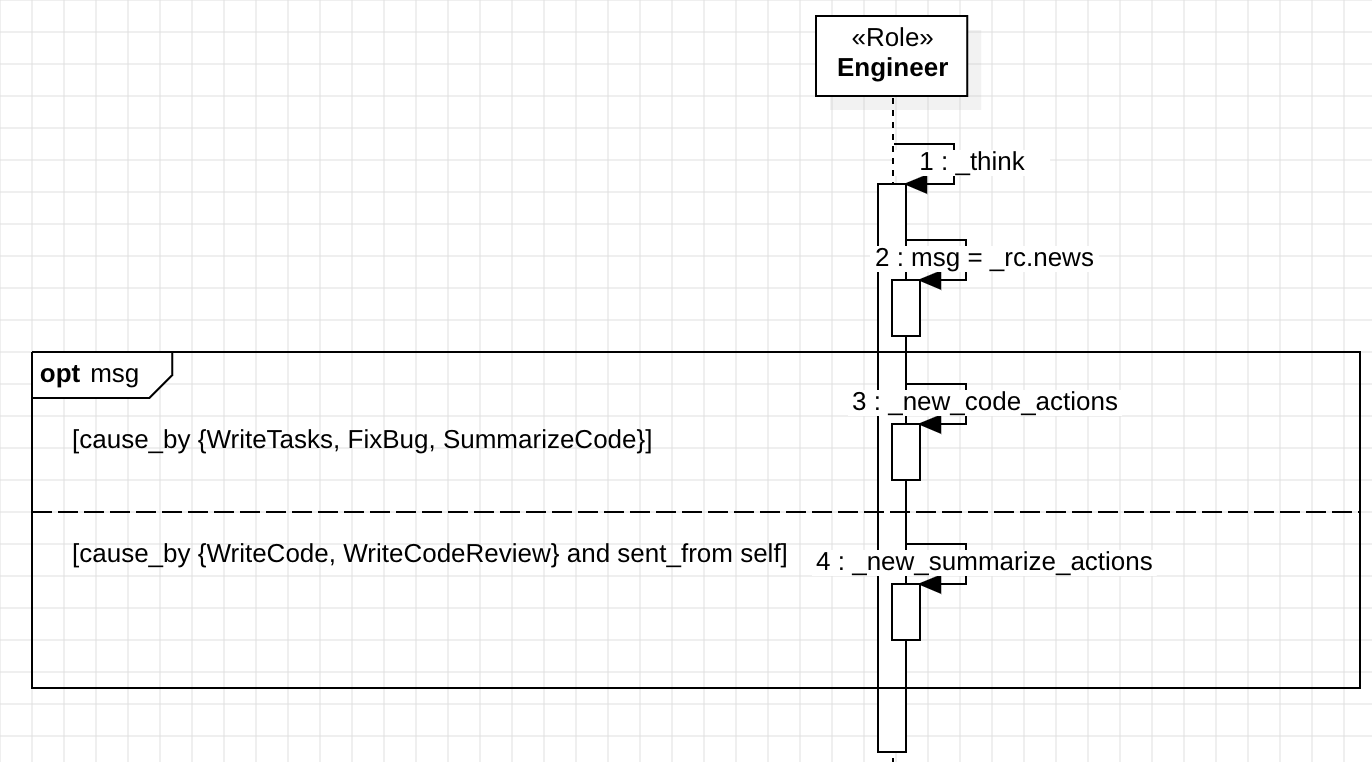 «Role»
Engineer
1 : _think
2 : msg = _rc.news
opt msg
3 : _new_code_actions
[cause_by {WriteTasks, FixBug, SummarizeCode}]
[cause_by {WriteCode, WriteCodeReview} and sent_from self]
4 : _new_summarize_actions